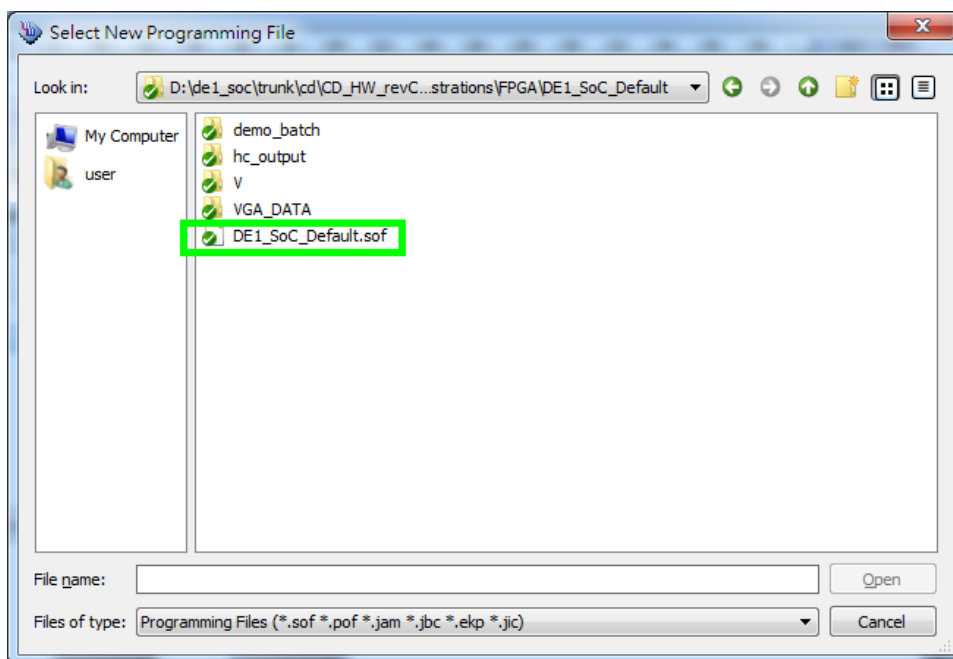 Select New Programming File
Look in:
D:\de1_soc\trunk\cd\CD_HW_revC...strations\FPGA\DE1_SoC_Default
My Computer
user
demo_batch
hc_output
V
VGA_DATA
DE1_SoC_Default.sof
File name:
Open
Files of type:
Programming Files (*.sof *.pof *.jam *.jbc *.ekp *.jic)
Cancel